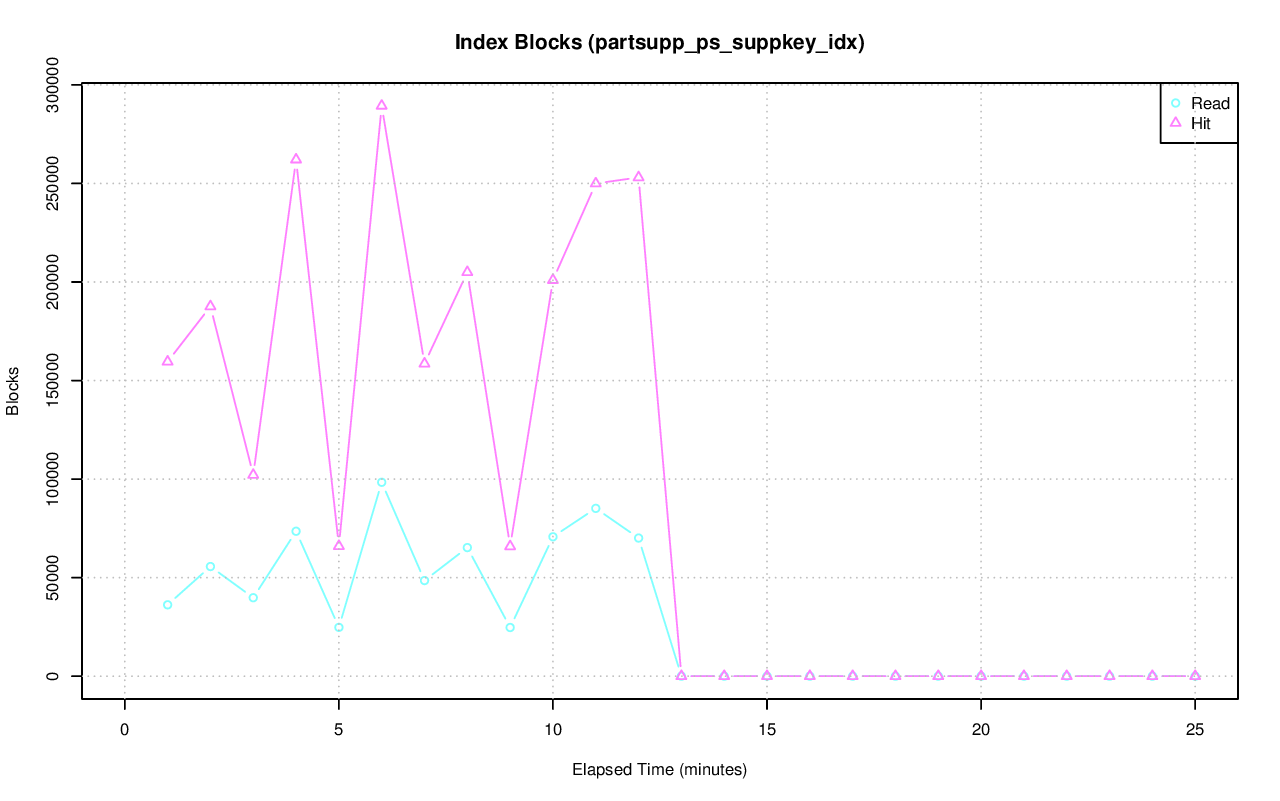 Index Blocks (partsupp_ps_suppkey_idx)
Read
Hit
Blocks
300000
250000
200000
150000
100000
50000
0
0 5 10 15 20 25
Elapsed Time (minutes)